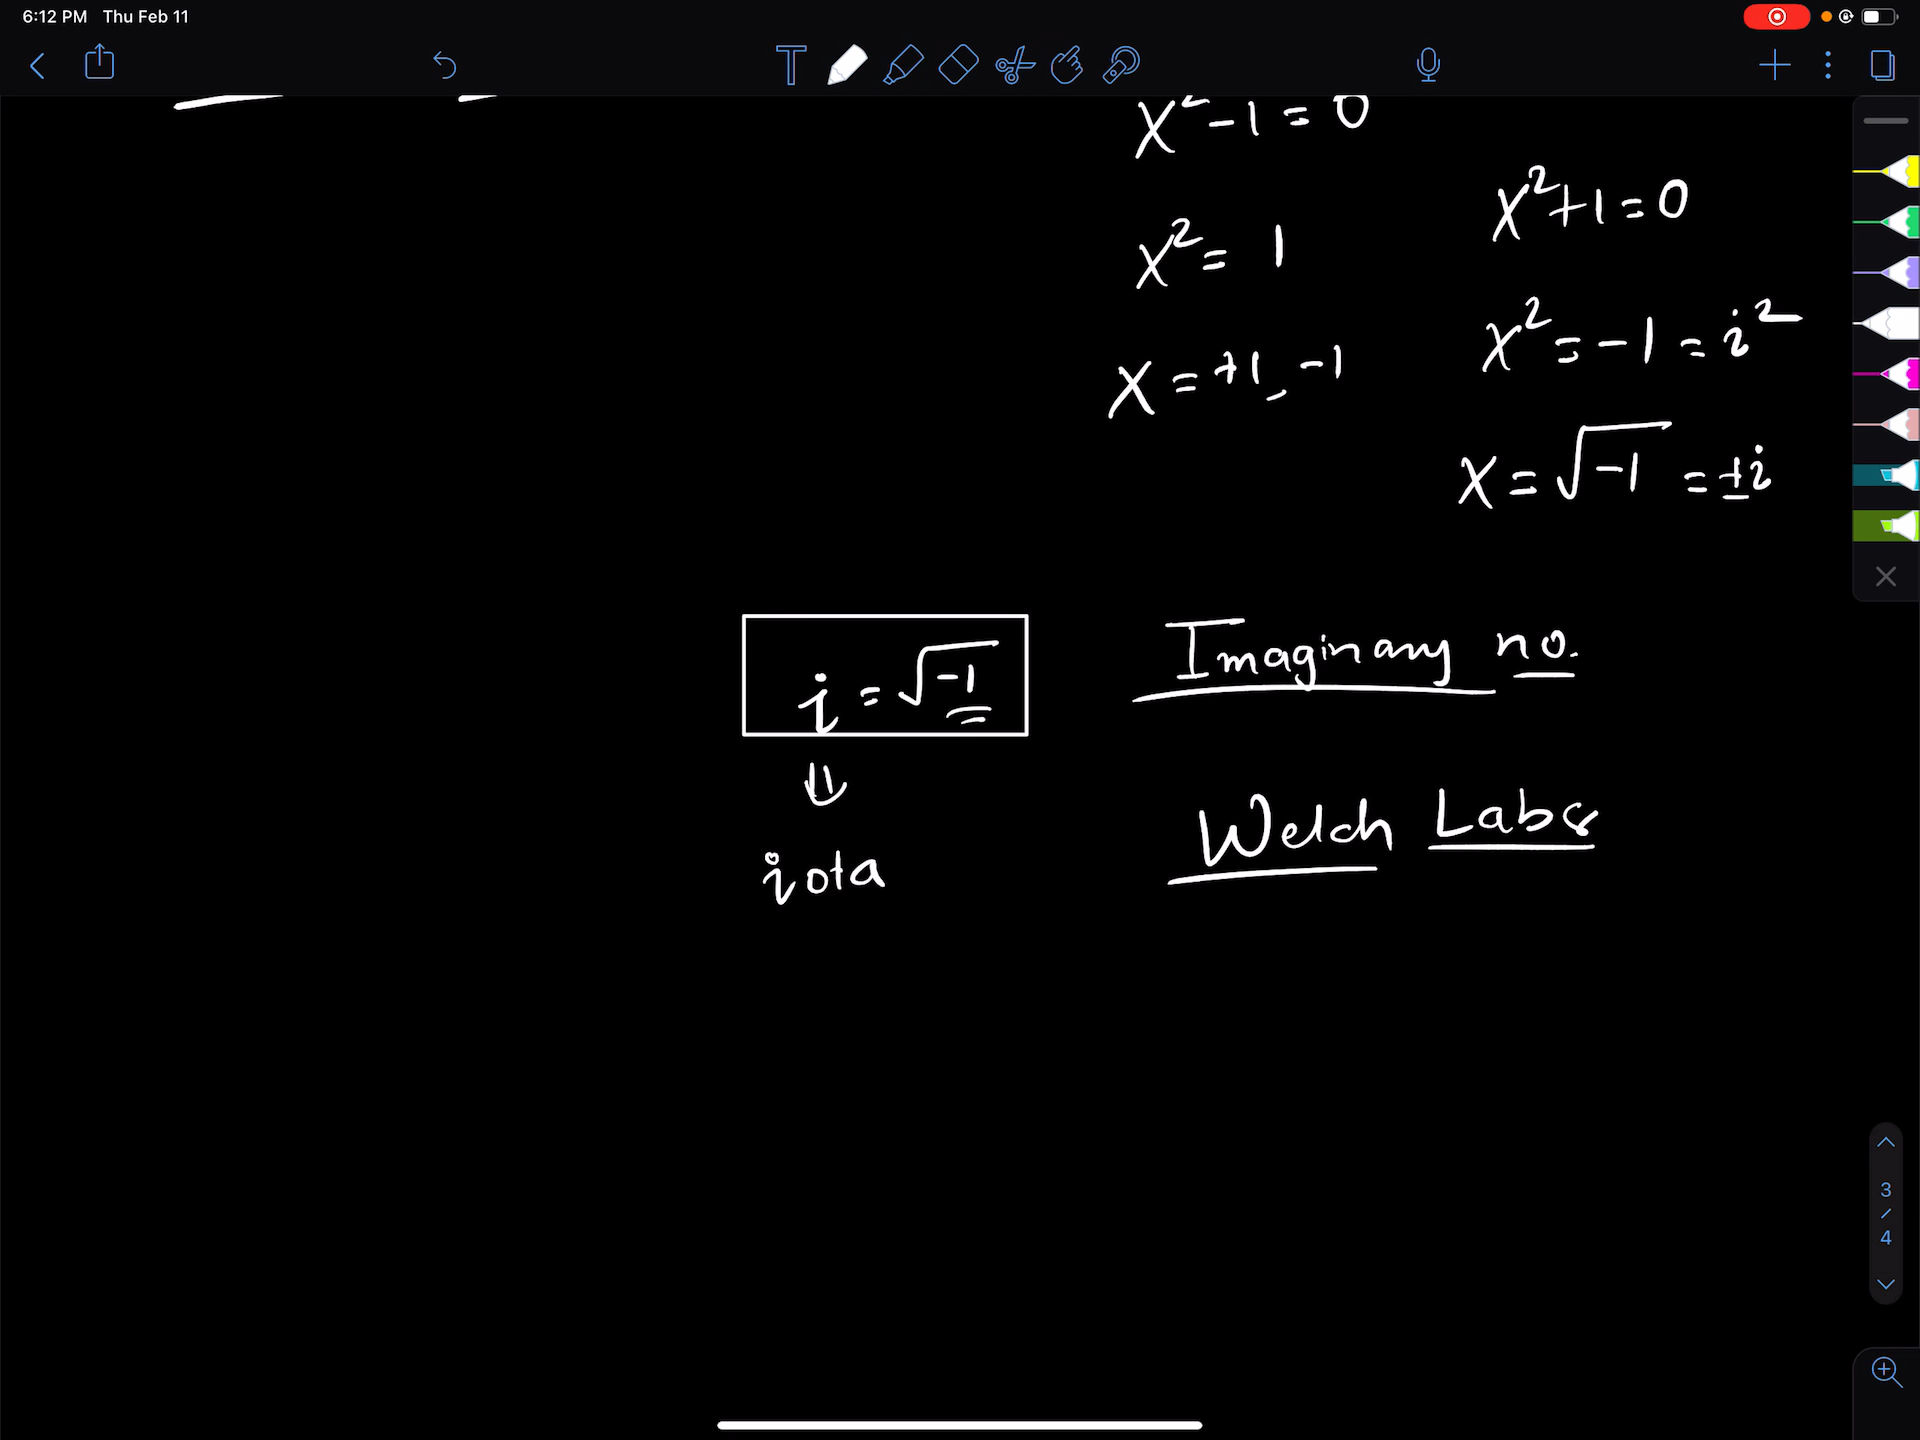 6:12 PM Thu Feb 11
x² - 1 = 0
x² + 1 = 0
x² = 1
x² = -1 = i²
x = +1, -1
x = √-1 = ±i
i = √-1
Imaginary no.
iota
Welch Labs
3
/
4